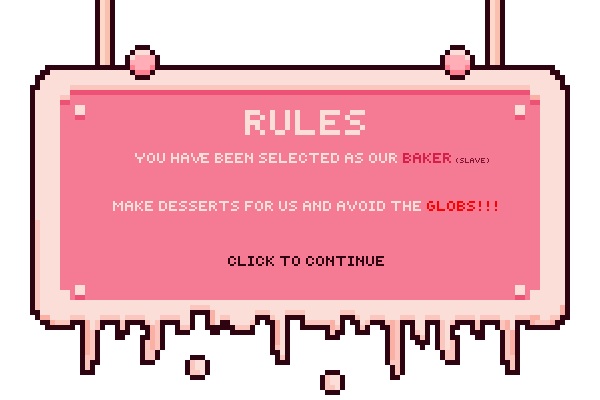 RULES
YOU HAVE BEEN SELECTED AS OUR BAKER (SLAVE)
MAKE DESSERTS FOR US AND AVOID THE GLOBS!!!
CLICK TO CONTINUE